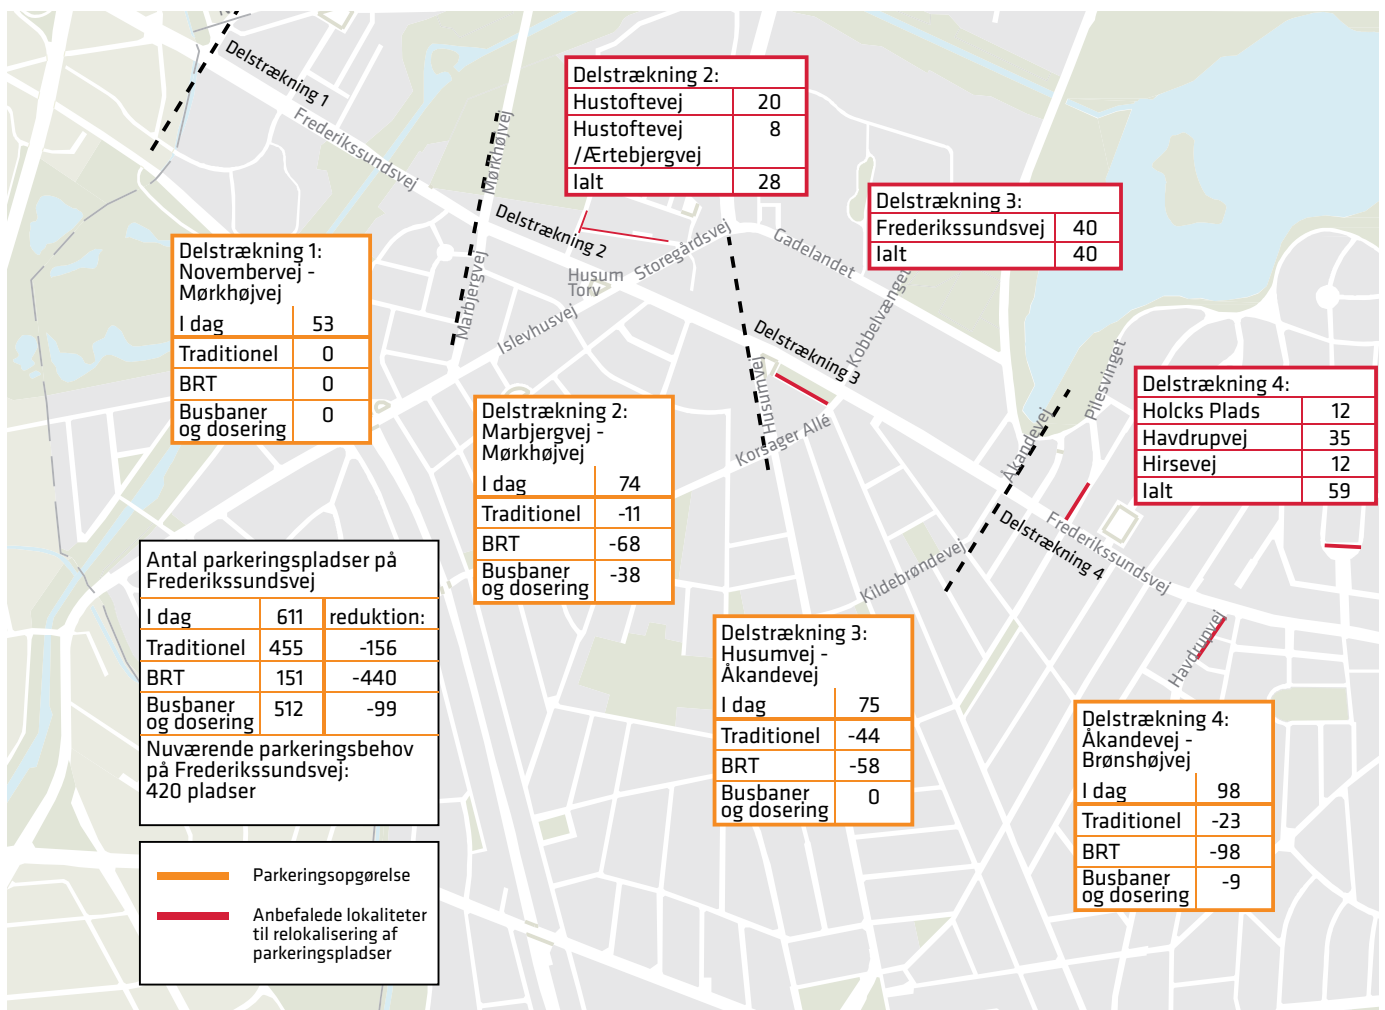 Delstrækning 1
Frederikssundsvej
Mørkhøjvej
Marbjergvej
Delstrækning 2
Husum
Torv
Storegårdsvej
Islevhusvej
Gadelandet
Kobbelvænget
Delstrækning 3
Husumvej
Korsager Allé
Åkandevej
Pilesvinget
Kildebrøndevej
Delstrækning 4
Frederikssundsvej
Havdrupvej
Delstrækning 2:
Hustoftevej 20
Hustoftevej 8
/Ærtebjergvej
Ialt 28
Delstrækning 3:
Frederikssundsvej 40
Ialt 40
Delstrækning 4:
Holcks Plads 12
Havdrupvej 35
Hirsevej 12
Ialt 59
Delstrækning 1:
Novembervej -
Mørkhøjvej
I dag 53
Traditionel 0
BRT 0
Busbaner 0
og dosering
Delstrækning 2:
Marbjergvej -
Mørkhøjvej
I dag 74
Traditionel -11
BRT -68
Busbaner -38
og dosering
Delstrækning 3:
Husumvej -
Åkandevej
I dag 75
Traditionel -44
BRT -58
Busbaner 0
og dosering
Delstrækning 4:
Åkandevej -
Brønshøjvej
I dag 98
Traditionel -23
BRT -98
Busbaner -9
og dosering
Antal parkeringspladser på
Frederikssundsvej
I dag 611 reduktion:
Traditionel 455 -156
BRT 151 -440
Busbaner 512 -99
og dosering
Nuværende parkeringsbehov
på Frederikssundsvej:
420 pladser
Parkeringsopgørelse
Anbefalede lokaliteter
til relokalisering af
parkeringspladser